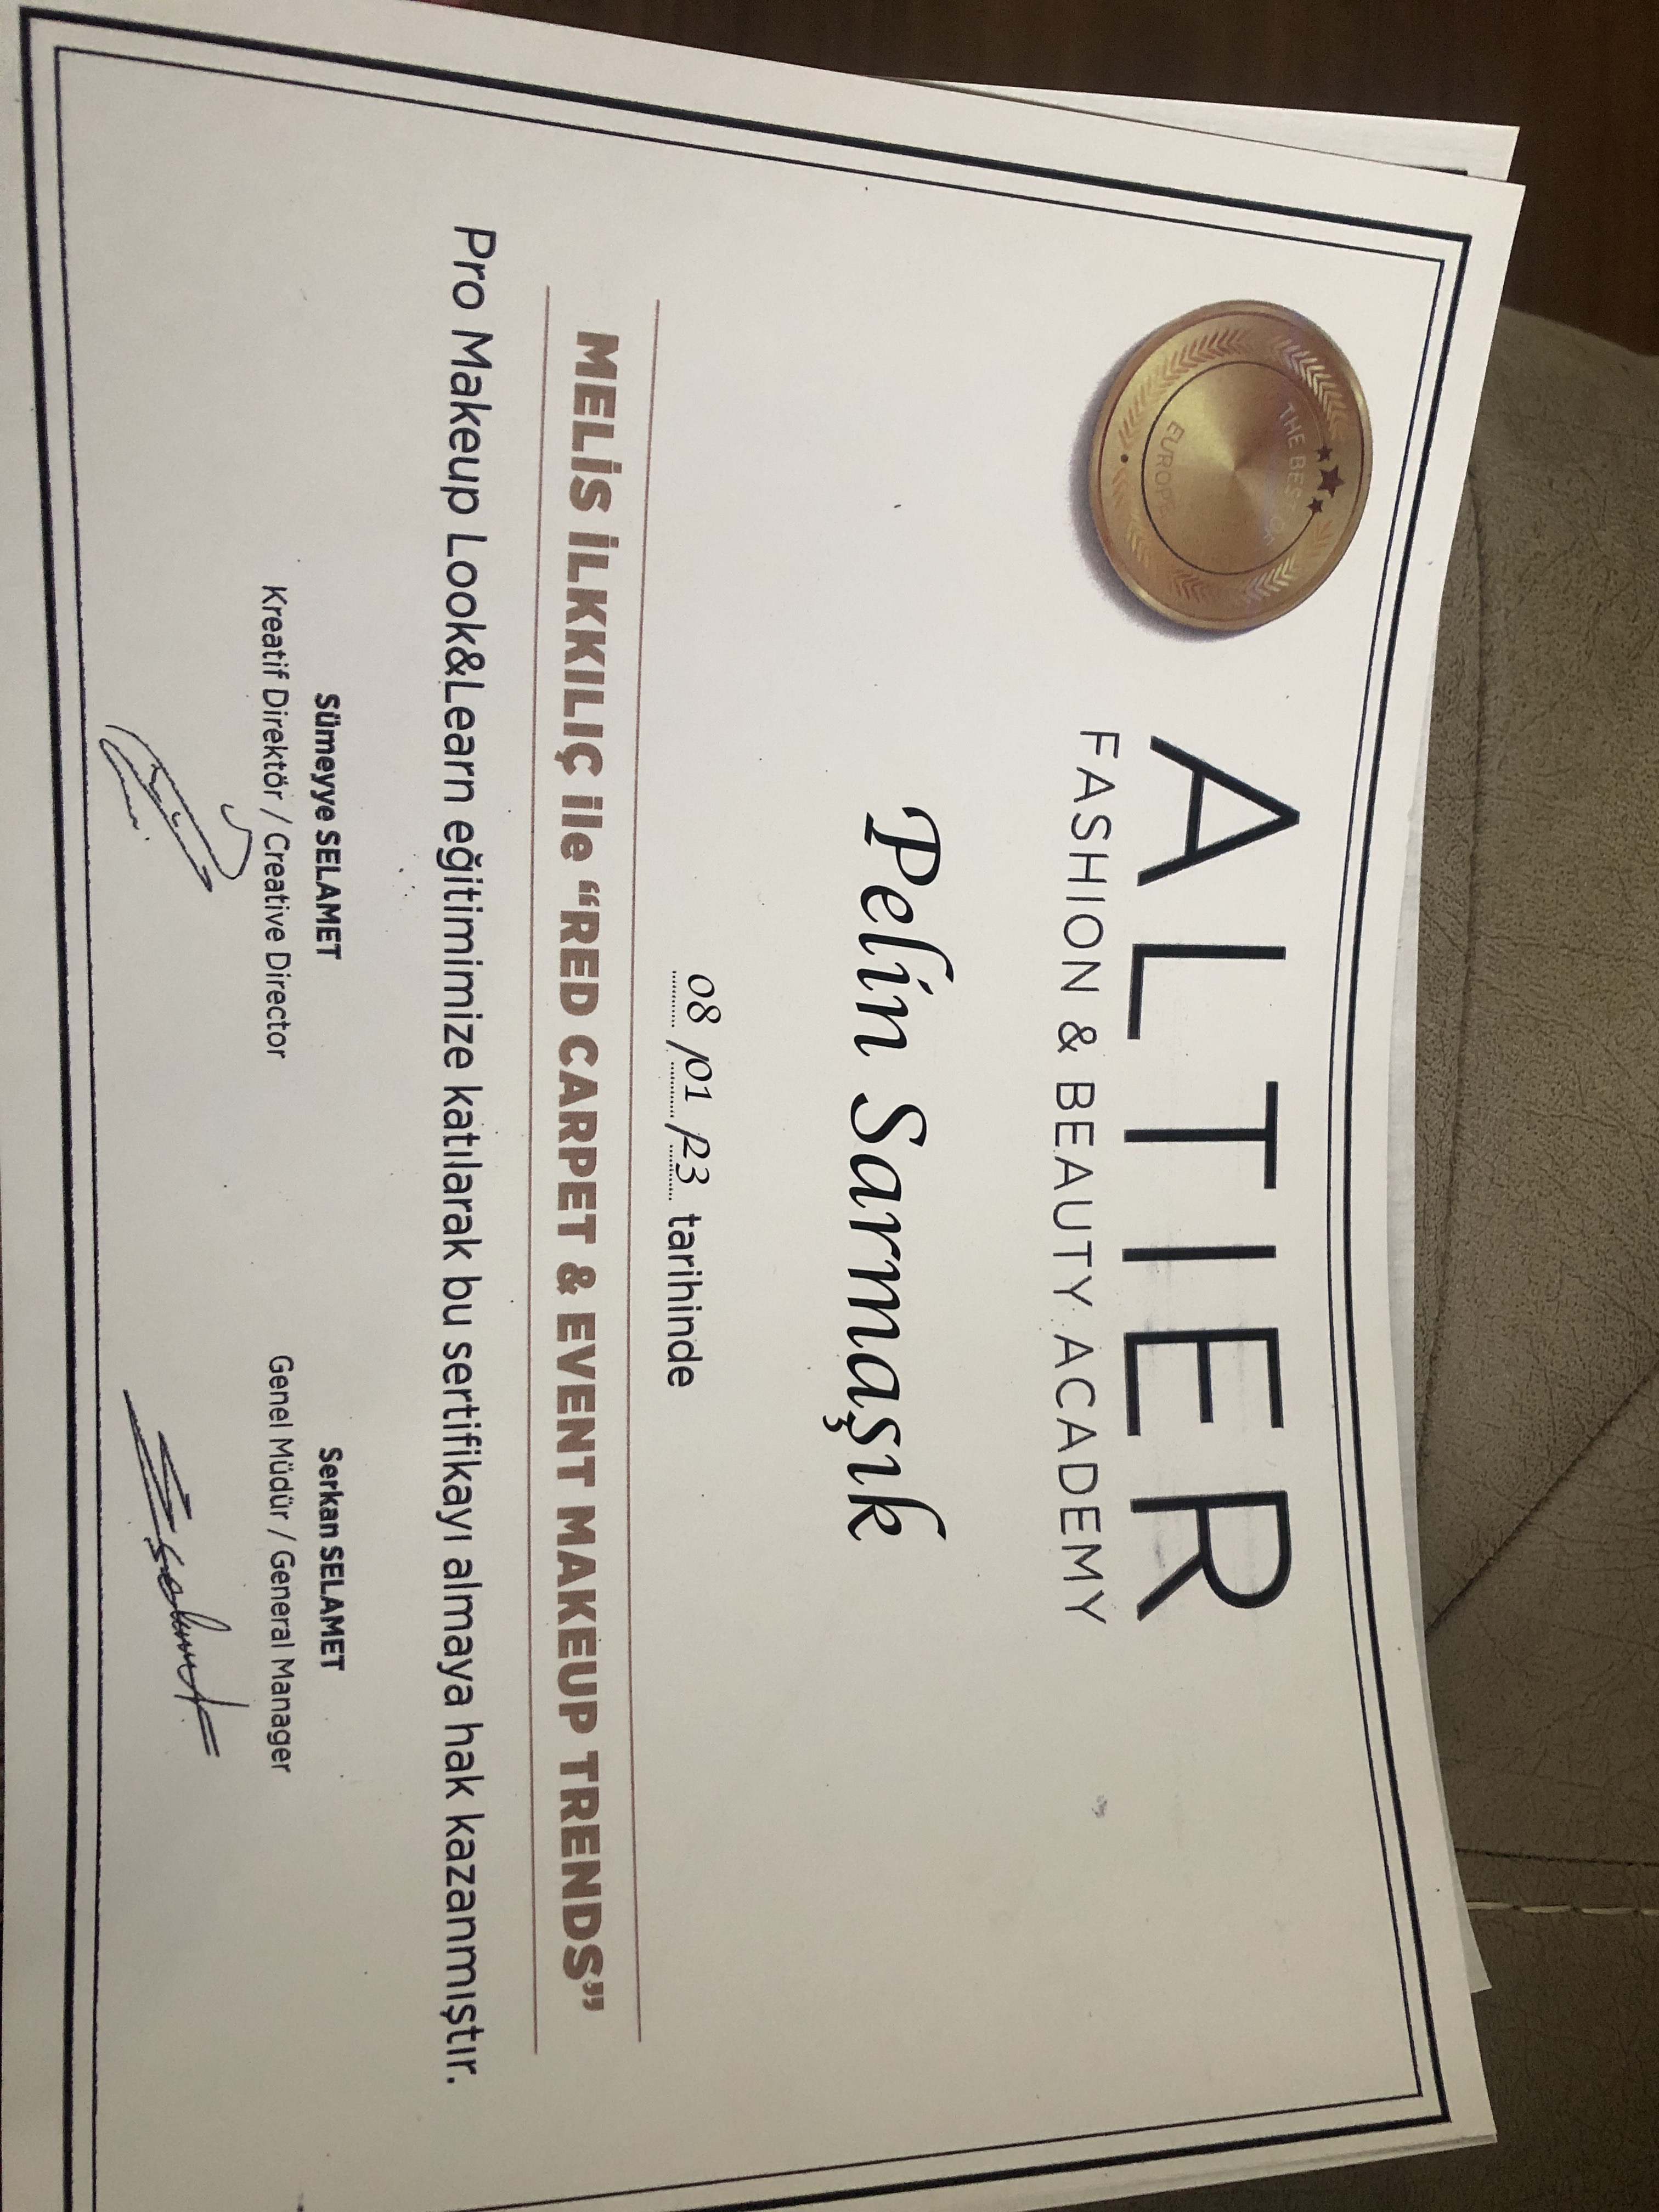 THE BEST OF
EUROPE
ALTIER
FASHION & BEAUTY ACADEMY
Pelin Sarmaşık
08 /01 /23 tarihinde
MELİS İLKKILIÇ ile “RED CARPET & EVENT MAKEUP TRENDS”
Pro Makeup Look&Learn eğitimimize katılarak bu sertifikayı almaya hak kazanmıştır.
Sümeyye SELAMET
Kreatif Direktör / Creative Director
Serkan SELAMET
Genel Müdür / General Manager